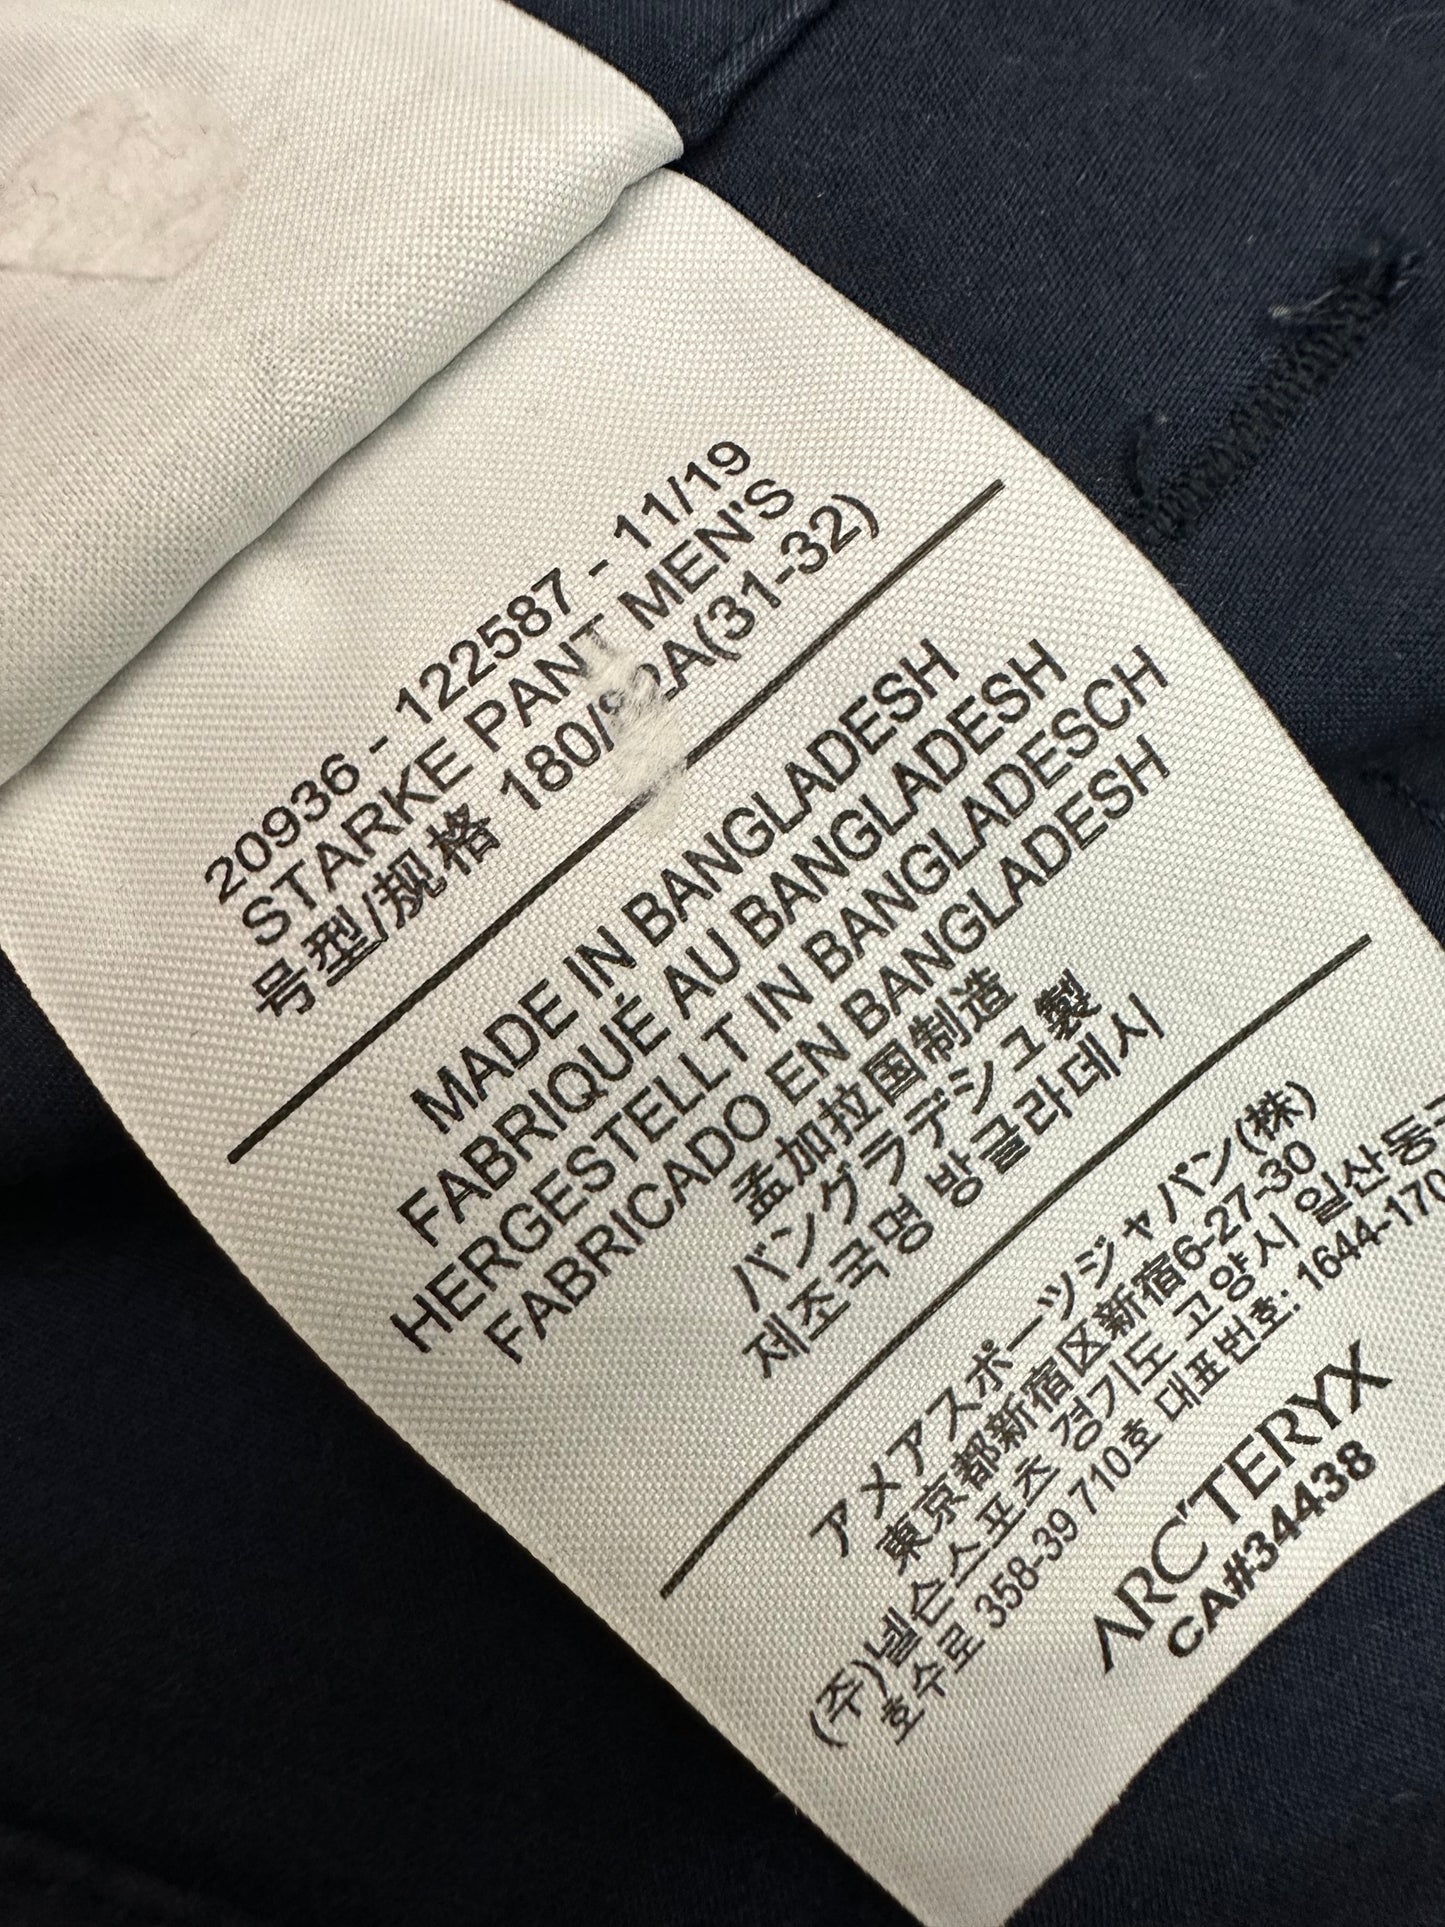 20936 - 122587 - 11/19
STARKE PANT MEN'S
号型/规格 180/82A(31-32)
MADE IN BANGLADESH
FABRIQUÉ AU BANGLADESH
HERGESTELLT IN BANGLADESCH
FABRICADO EN BANGLADESH
孟加拉国制造
バングラデシュ製
제조국명 방글라데시
アメアスポーツジャパン(株)
東京都新宿区新宿6-27-30
(주)넬슨스포츠 경기도 고양시 일산동구
호수로 358-39 710호 대표번호: 1644-170
ARC'TERYX
CA#34438